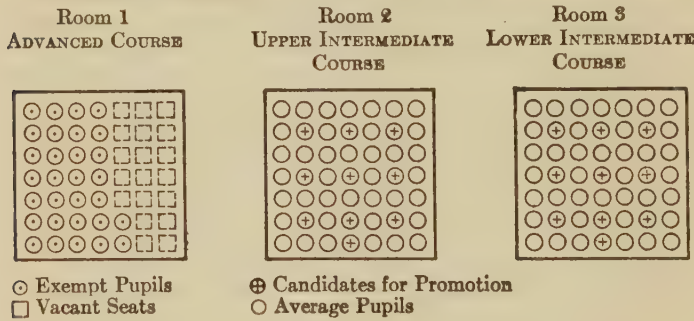 Room 1
ADVANCED COURSE
Room 2
UPPER INTERMEDIATE
COURSE
Room 3
LOWER INTERMEDIATE
COURSE
Exempt Pupils
Vacant Seats
Candidates for Promotion
Average Pupils